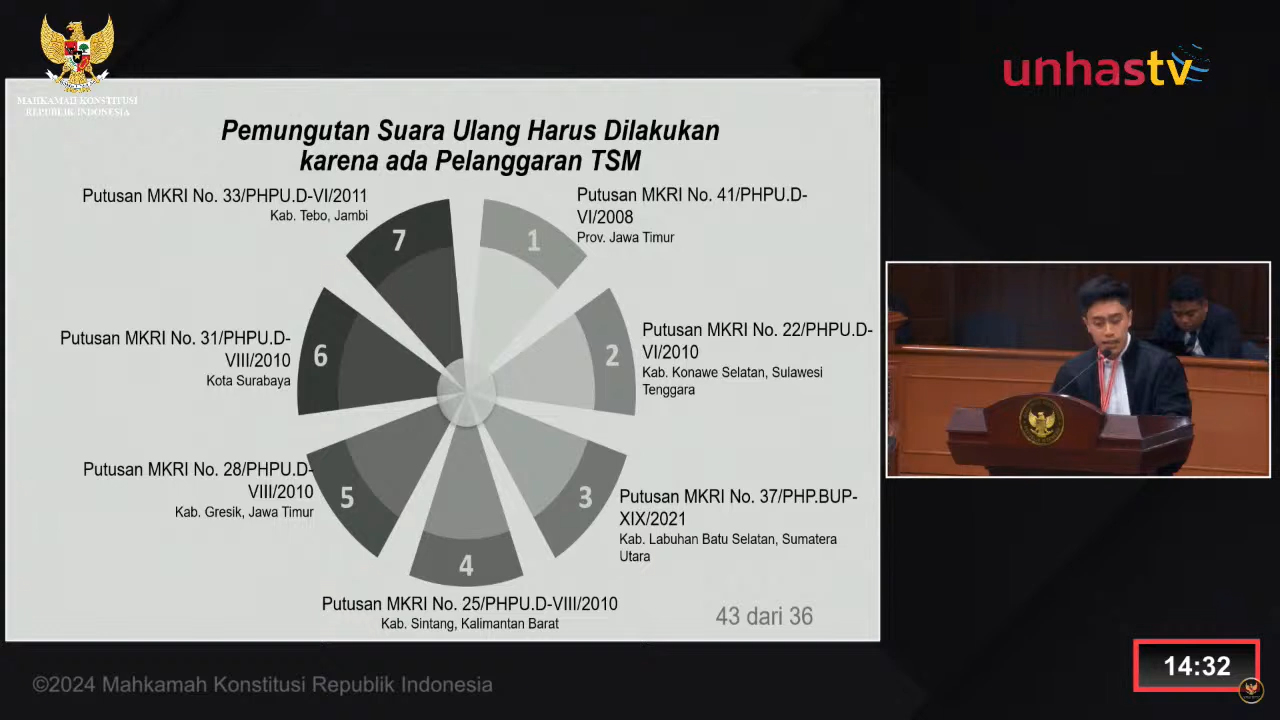 MAHKAMAH KONSTITUSI
REPUBLIK INDONESIA
unhastv
Pemungutan Suara Ulang Harus Dilakukan
karena ada Pelanggaran TSM
Putusan MKRI No. 33/PHPU.D-VI/2011
Kab. Tebo, Jambi
7
1
Putusan MKRI No. 41/PHPU.D-
VI/2008
Prov. Jawa Timur
Putusan MKRI No. 31/PHPU.D-
VIII/2010
Kota Surabaya
6
2
Putusan MKRI No. 22/PHPU.D-
VI/2010
Kab. Konawe Selatan, Sulawesi
Tenggara
Putusan MKRI No. 28/PHPU.D-
VIII/2010
Kab. Gresik, Jawa Timur
5
3
Putusan MKRI No. 37/PHP.BUP-
XIX/2021
Kab. Labuhan Batu Selatan, Sumatera
Utara
4
Putusan MKRI No. 25/PHPU.D-VIII/2010
Kab. Sintang, Kalimantan Barat
43 dari 36
14:32
©2024 Mahkamah Konstitusi Republik Indonesia